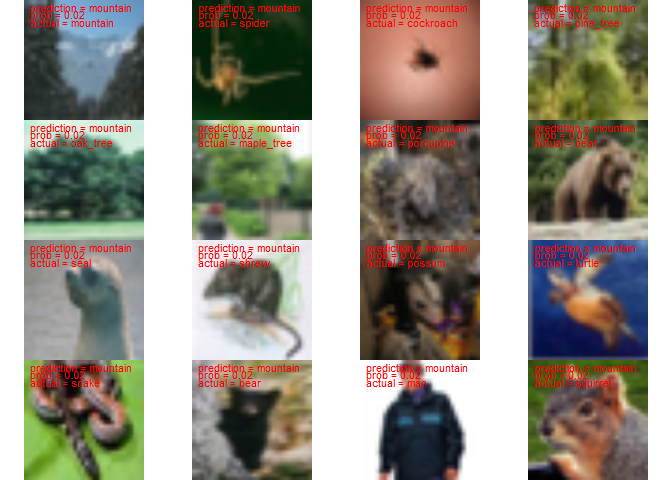 prediction = mountain
prob = 0.02
actual = mountain
prediction = mountain
prob = 0.02
actual = spider
prediction = mountain
prob = 0.02
actual = cockroach
prediction = mountain
prob = 0.02
actual = pine_tree
prediction = mountain
prob = 0.02
actual = oak_tree
prediction = mountain
prob = 0.02
actual = maple_tree
prediction = mountain
prob = 0.02
actual = porcupine
prediction = mountain
prob = 0.02
actual = bear
prediction = mountain
prob = 0.02
actual = seal
prediction = mountain
prob = 0.02
actual = shrew
prediction = mountain
prob = 0.02
actual = possum
prediction = mountain
prob = 0.02
actual = turtle
prediction = mountain
prob = 0.02
actual = snake
prediction = mountain
prob = 0.02
actual = bear
prediction = mountain
prob = 0.02
actual = man
prediction = mountain
prob = 0.02
actual = squirrel